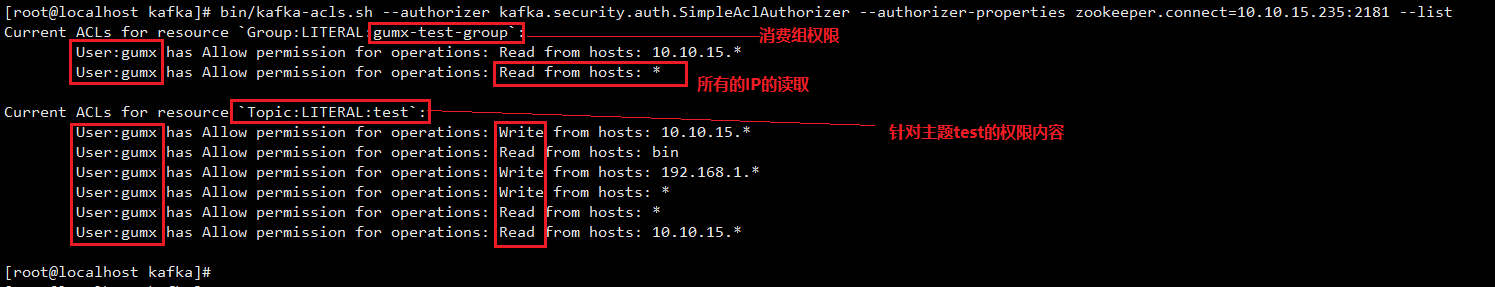 [root@localhost kafka]# bin/kafka-acls.sh --authorizer kafka.security.auth.SimpleAclAuthorizer --authorizer-properties zookeeper.connect=10.10.15.235:2181 --list
Current ACLs for resource `Group:LITERAL:gumx-test-group`:
消费组权限
User:gumx has Allow permission for operations: Read from hosts: 10.10.15.*
User:gumx has Allow permission for operations: Read from hosts: *
所有的IP的读取
Current ACLs for resource `Topic:LITERAL:test`:
针对主题test的权限内容
User:gumx has Allow permission for operations: Write from hosts: 10.10.15.*
User:gumx has Allow permission for operations: Read from hosts: bin
User:gumx has Allow permission for operations: Write from hosts: 192.168.1.*
User:gumx has Allow permission for operations: Write from hosts: *
User:gumx has Allow permission for operations: Read from hosts: *
User:gumx has Allow permission for operations: Read from hosts: 10.10.15.*
[root@localhost kafka]#